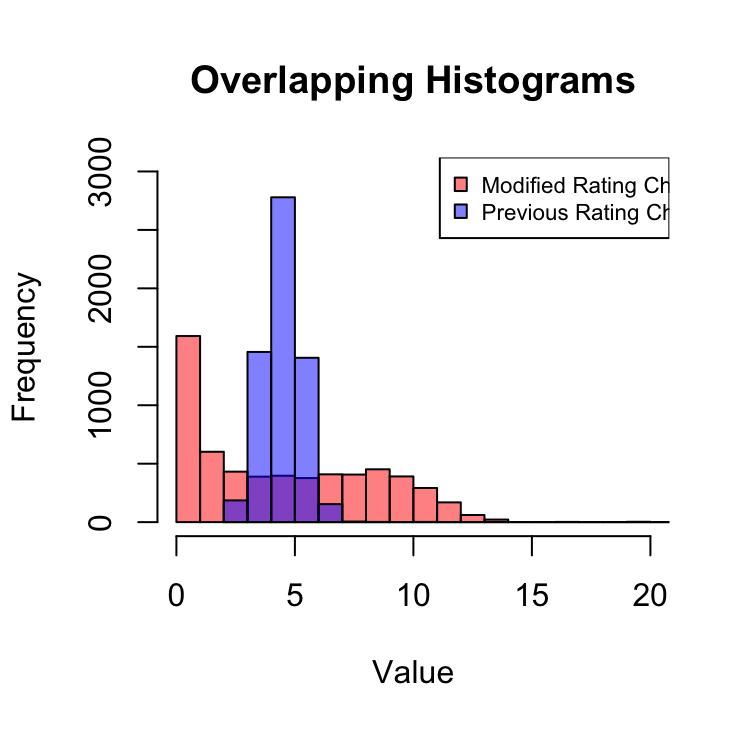 Overlapping Histograms
Modified Rating Ch
Previous Rating Ch
Frequency
3000
2000
1000
0
0 5 10 15 20
Value